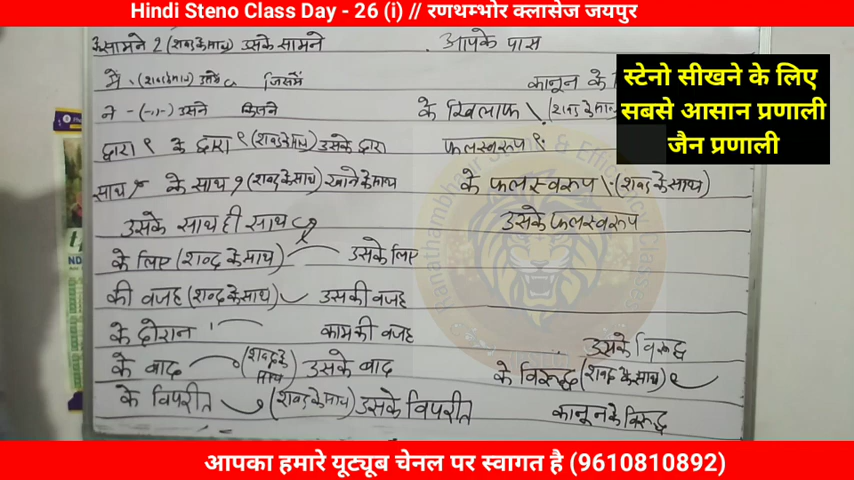 Hindi Steno Class Day - 26 (i) // रणथम्भोर क्लासेज जयपुर
के सामने 2 (शब्द के साथ) उसके सामने
आपके पास
में (शब्द के साथ) जिसमें
कानून के
ने उसने किसने
के खिलाफ (शब्द के साथ
स्टेनो सीखने के लिए
सबसे आसान प्रणाली
जैन प्रणाली
द्वारा के द्वारा (शब्द के साथ) उसके द्वारा
फलस्वरूप
साथ के साथ (शब्द के साथ) खाने के साथ
के फलस्वरूप (शब्द के साथ)
उसके साथ ही साथ
उसके फलस्वरूप
के लिए (शब्द के साथ) उसके लिए
की वजह (शब्द के साथ) उसकी वजह
के दौरान काम की वजह
उसके विरूद्ध
के बाद (शब्द के साथ) उसके बाद
के विरूद्ध (शब्द के साथ)
के विपरीत (शब्द के साथ) उसके विपरीत
कानून के विरूद्ध
आपका हमारे यूट्यूब चेनल पर स्वागत है (9610810892)